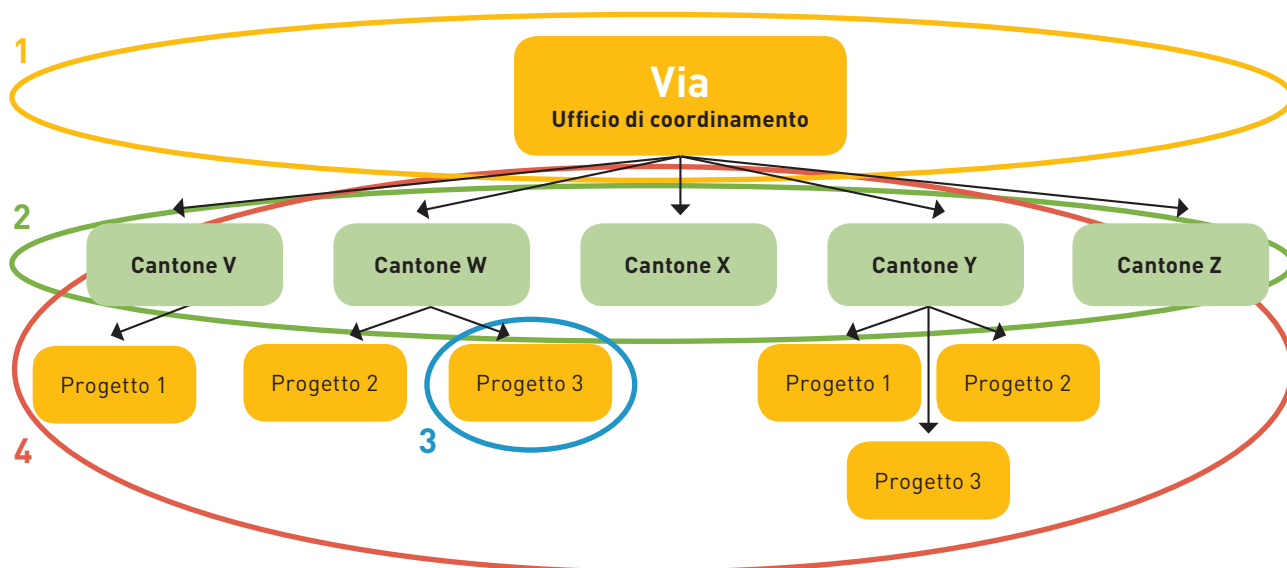 1
Via
Ufficio di coordinamento
2
Cantone V
Cantone W
Cantone X
Cantone Y
Cantone Z
Progetto 1
Progetto 2
Progetto 3
Progetto 1
Progetto 2
3
4
Progetto 3